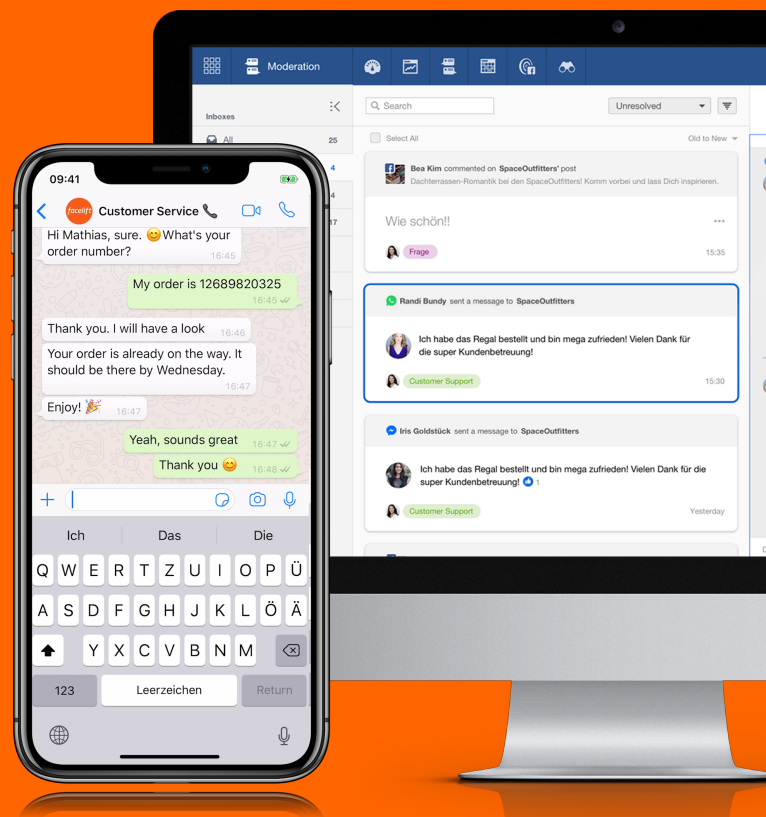 Moderation
Inboxes
All
25
4
4
17
Search
Unresolved
Select All
Old to New
Bea Kim commented on SpaceOutfitters' post
Dachterrassen-Romantik bei den SpaceOutfitters! Komm vorbei und lass Dich inspirieren.
Wie schön!!
Frage
15:35
Randi Bundy sent a message to SpaceOutfitters
Ich habe das Regal bestellt und bin mega zufrieden! Vielen Dank für
die super Kundenbetreuung!
Customer Support
15:30
Iris Goldstück sent a message to SpaceOutfitters
Ich habe das Regal bestellt und bin mega zufrieden! Vielen Dank für die
super Kundenbetreuung! 1
Customer Support
Yesterday
09:41
facelift
Customer Service
Hi Mathias, sure. 😊What's your
order number?
16:45
My order is 12689820325
16:45
Thank you. I will have a look 16:46
Your order is already on the way. It
should be there by Wednesday.
16:47
Enjoy! 🎉 16:47
Yeah, sounds great 16:47
Thank you 😊 16:48
Ich Das Die
Q W E R T Z U I O P Ü
A S D F G H J K L Ö Ä
Y X C V B N M
123 Leerzeichen Return